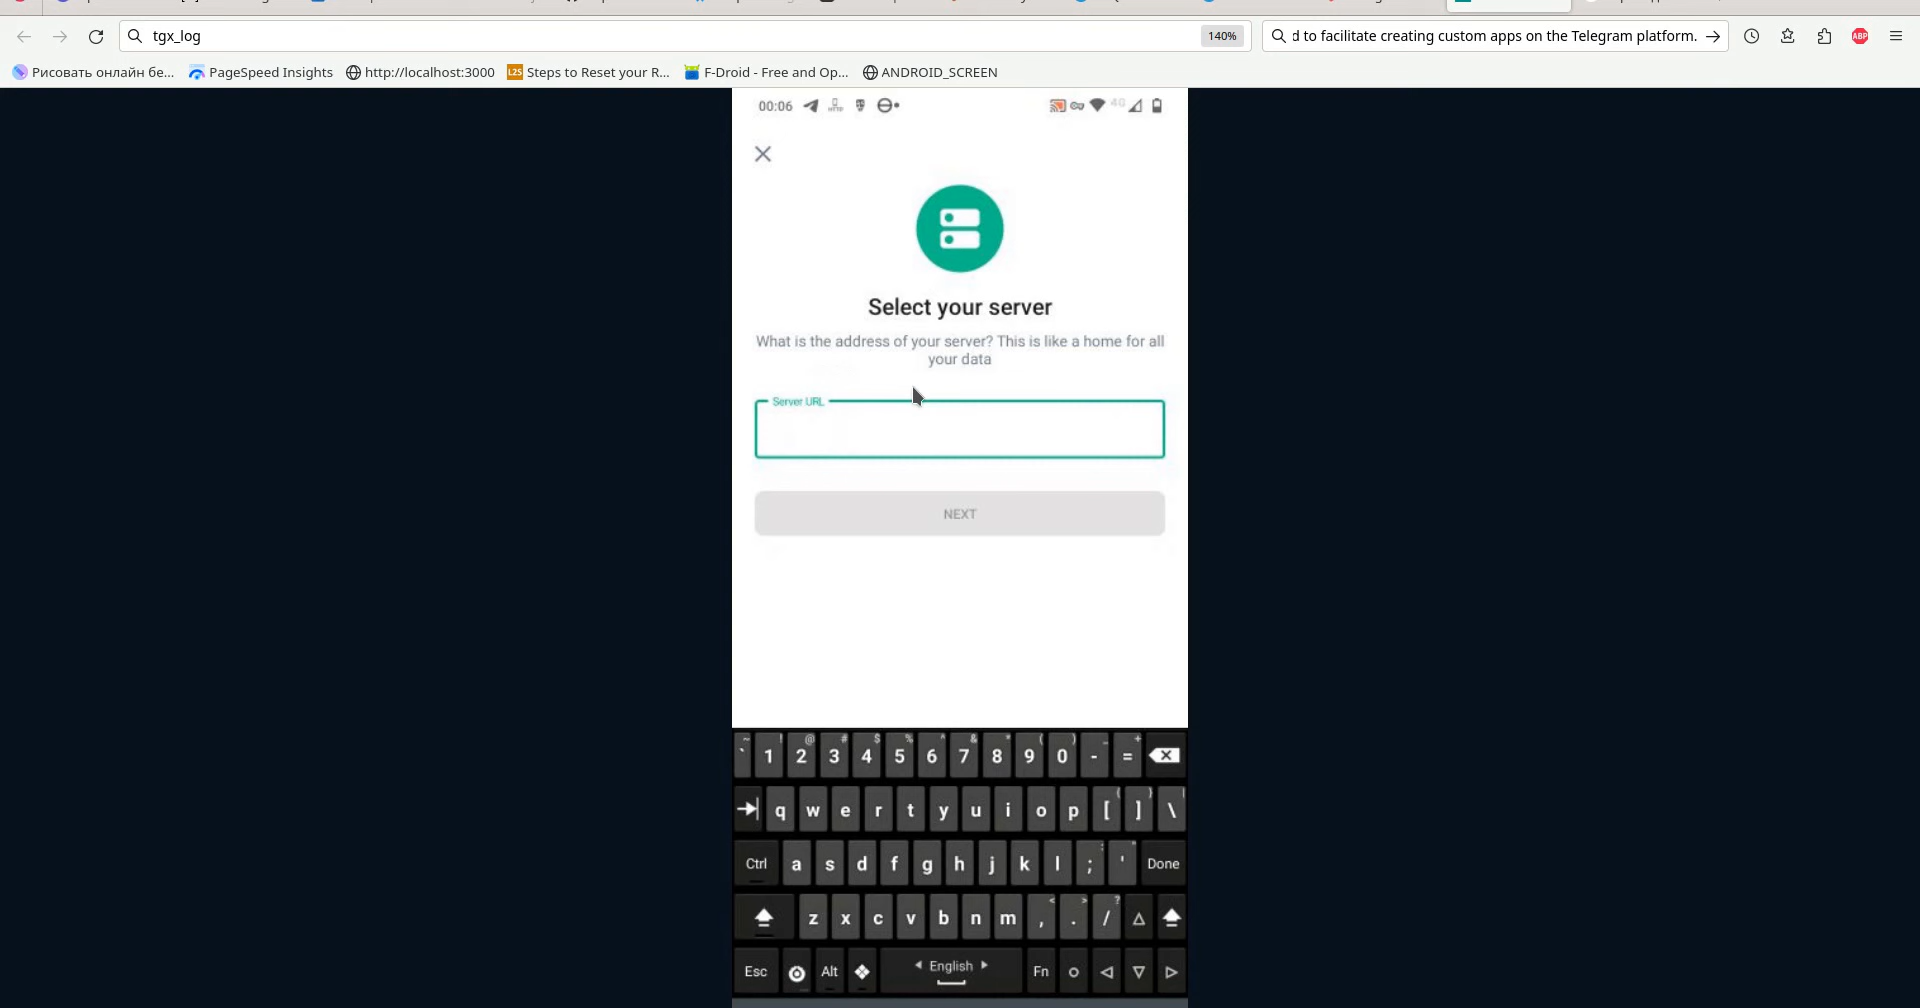 tgx_log
140%
d to facilitate creating custom apps on the Telegram platform.
ABP
Рисовать онлайн бе...
PageSpeed Insights
http://localhost:3000
L2S Steps to Reset your R...
F-Droid - Free and Op...
ANDROID_SCREEN
00:06
4G
Select your server
What is the address of your server? This is like a home for all
your data
Server URL
NEXT
~ ! @ # $ % ^ & * ( ) _ +
` 1 2 3 4 5 6 7 8 9 0 - =
{ } |
q w e r t y u i o p [ ] \
: "
Ctrl a s d f g h j k l ; ' Done
< > ?
z x c v b n m , . /
Esc Alt English Fn